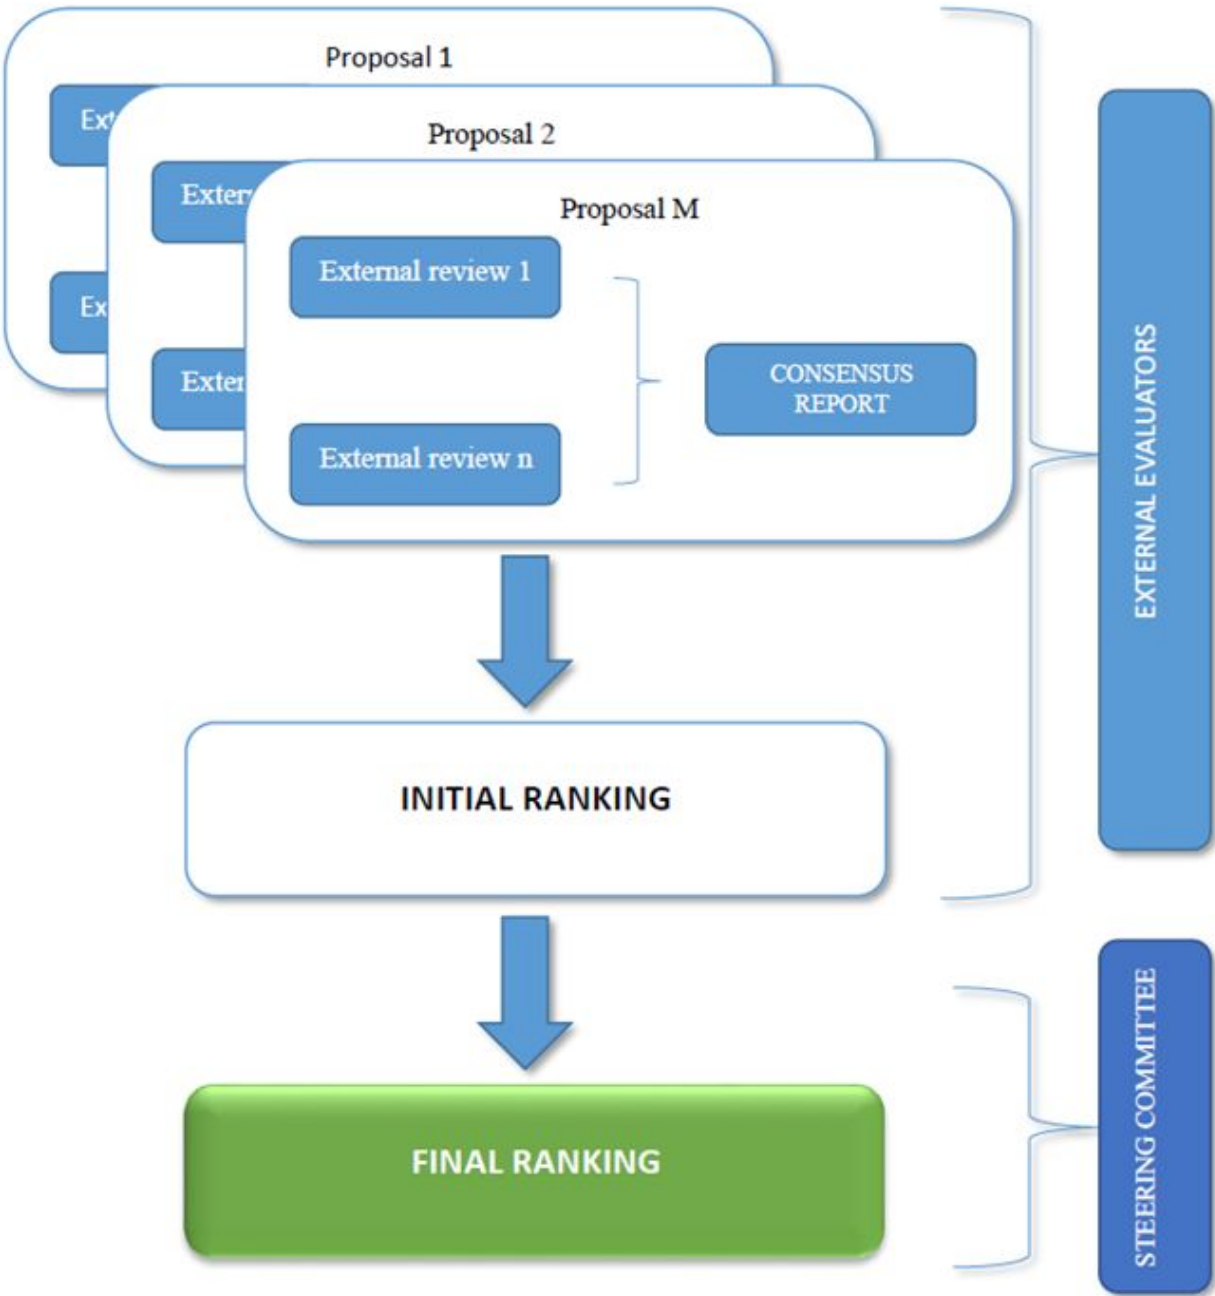 Proposal 1
Proposal 2
Proposal M
External review 1
CONSENSUS
REPORT
External review n
INITIAL RANKING
FINAL RANKING
EXTERNAL EVALUATORS
STEERING COMMITTEE